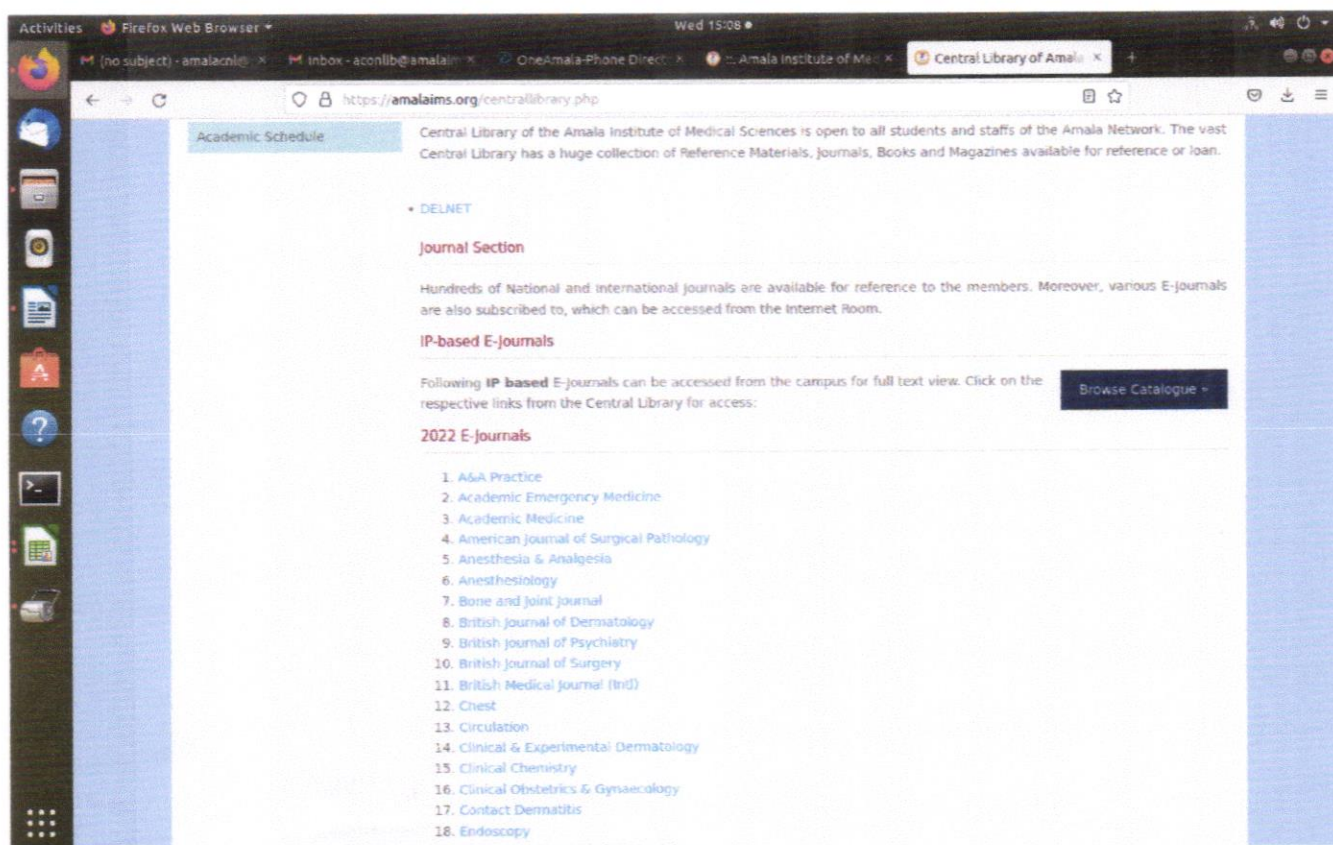 Activities Firefox Web Browser Wed 15:08
(no subject) - amalacnl@ Inbox - aconlib@amalaim OneAmala-Phone Direct :: Amala Institute of Med Central Library of Amala
https://amalaims.org/centrallibrary.php
Academic Schedule
Central Library of the Amala Institute of Medical Sciences is open to all students and staffs of the Amala Network. The vast
Central Library has a huge collection of Reference Materials, Journals, Books and Magazines available for reference or loan.
• DELNET
Journal Section
Hundreds of National and International Journals are available for reference to the members. Moreover, various E-Journals
are also subscribed to, which can be accessed from the Internet Room.
IP-based E-Journals
Following IP based E-Journals can be accessed from the campus for full text view. Click on the
respective links from the Central Library for access:
Browse Catalogue »
2022 E-Journals
1. A&A Practice
2. Academic Emergency Medicine
3. Academic Medicine
4. American Journal of Surgical Pathology
5. Anesthesia & Analgesia
6. Anesthesiology
7. Bone and Joint Journal
8. British Journal of Dermatology
9. British Journal of Psychiatry
10. British Journal of Surgery
11. British Medical Journal (Intl)
12. Chest
13. Circulation
14. Clinical & Experimental Dermatology
15. Clinical Chemistry
16. Clinical Obstetrics & Gynaecology
17. Contact Dermatitis
18. Endoscopy